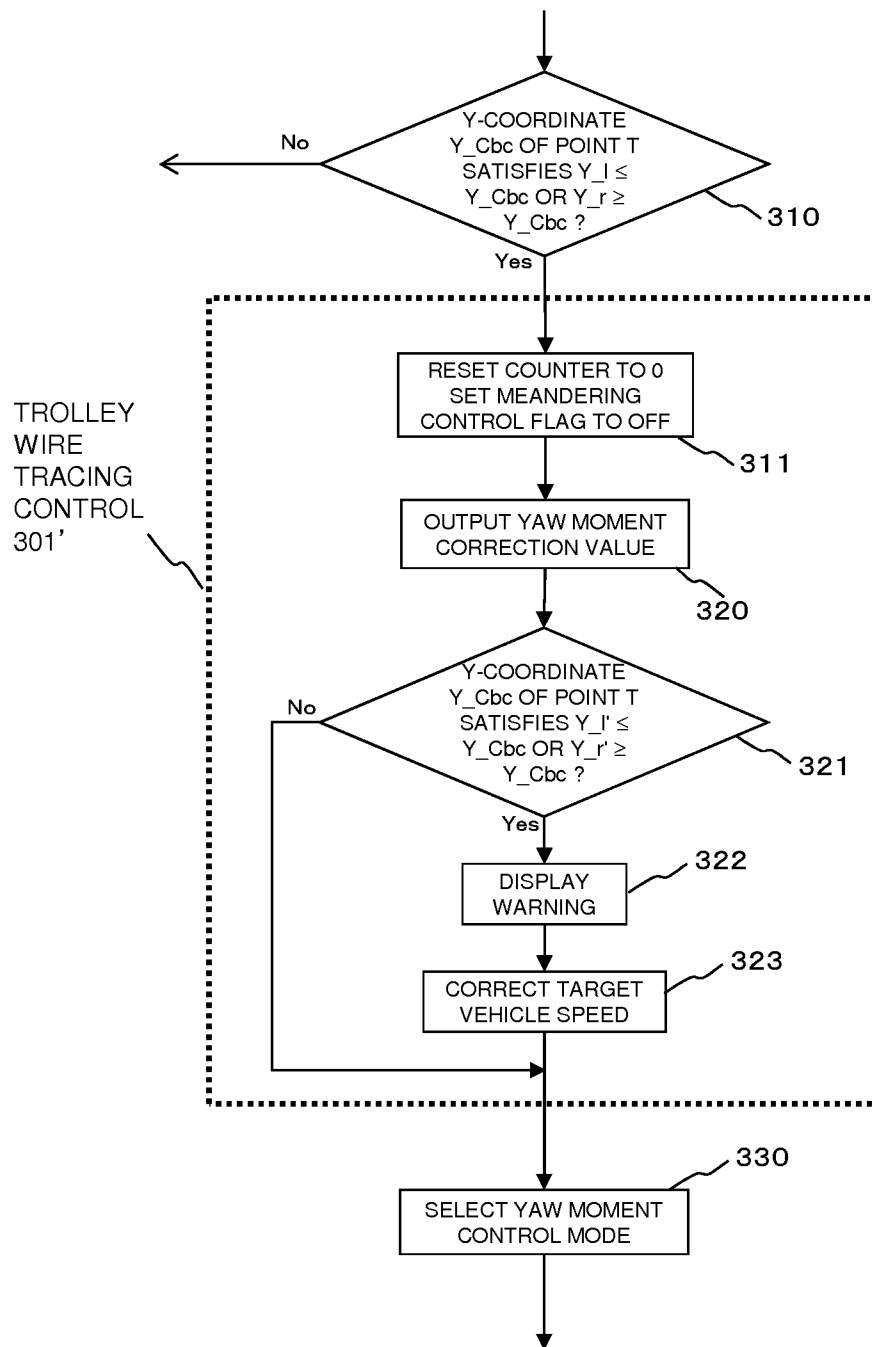 Y-COORDINATE
Y_Cbc OF POINT T
SATISFIES Y_l ≤
Y_Cbc OR Y_r ≥
Y_Cbc ?
No
310
Yes
RESET COUNTER TO 0
SET MEANDERING
CONTROL FLAG TO OFF
311
TROLLEY
WIRE
TRACING
CONTROL
301’
OUTPUT YAW MOMENT
CORRECTION VALUE
320
Y-COORDINATE
Y_Cbc OF POINT T
SATISFIES Y_l' ≤
Y_Cbc OR Y_r' ≥
Y_Cbc ?
No
321
Yes
DISPLAY
WARNING
322
CORRECT TARGET
VEHICLE SPEED
323
SELECT YAW MOMENT
CONTROL MODE
330